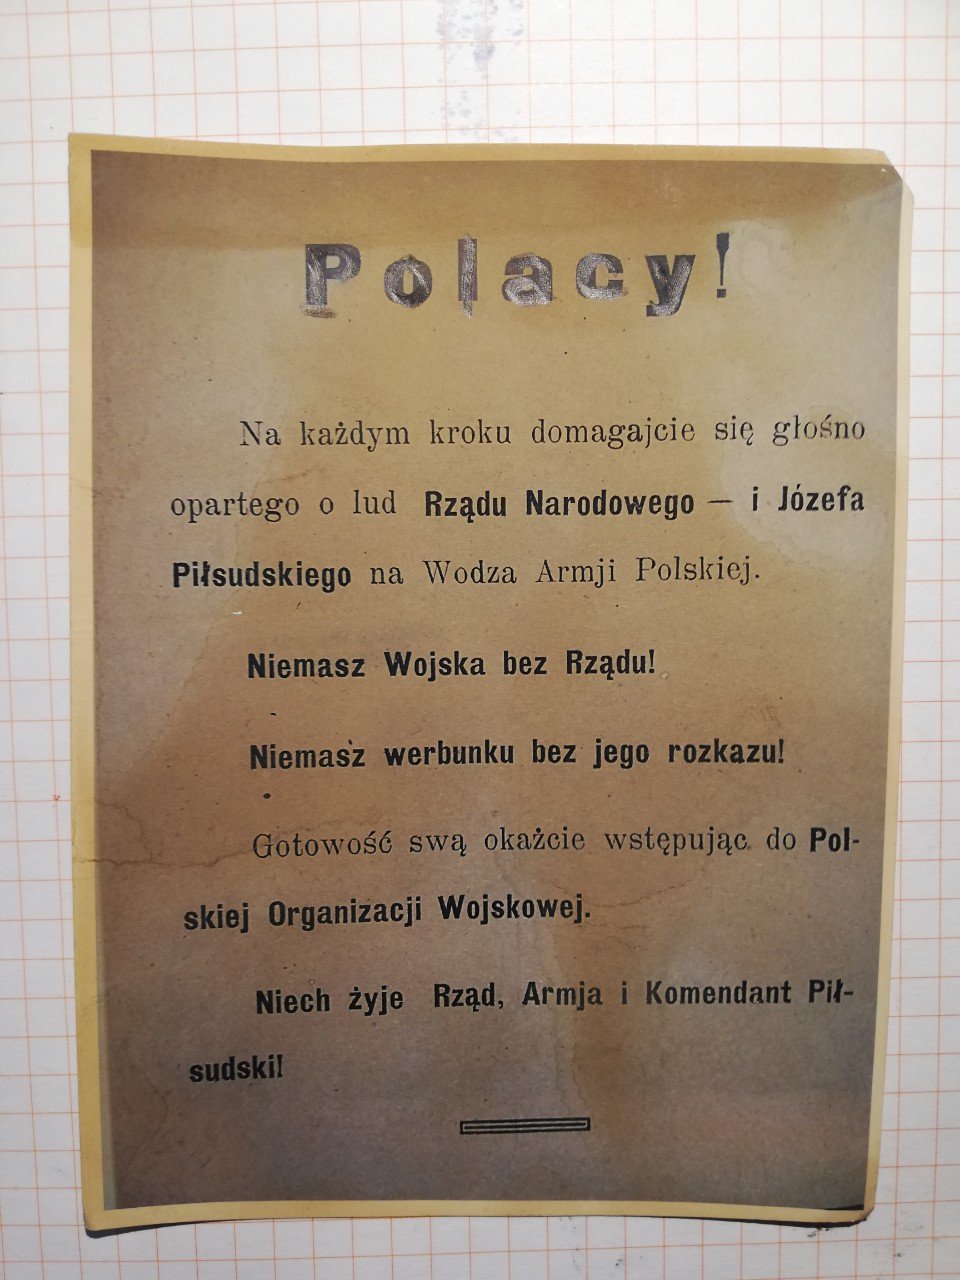 Polacy!
Na każdym kroku domagajcie się głośno
opartego o lud Rządu Narodowego — i Józefa
Piłsudskiego na Wodza Armji Polskiej.
Niemasz Wojska bez Rządu!
Niemasz werbunku bez jego rozkazu!
Gotowość swą okażcie wstępując do Pol-
skiej Organizacji Wojskowej.
Niech żyje Rząd, Armja i Komendant Pił-
sudski!